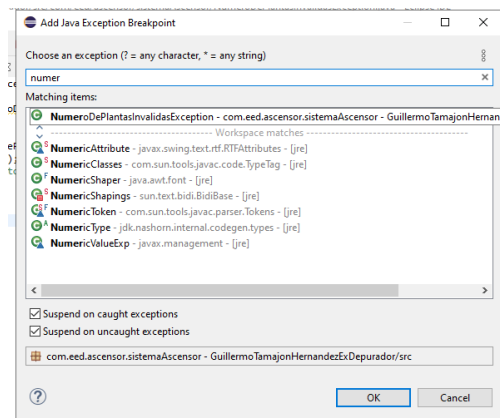 Add Java Exception Breakpoint
Choose an exception (? = any character, * = any string)
numer
Matching items:
NumeroDePlantasInvalidasException - com.eed.ascensor.sistemaAscensor - GuillermoTamajonHernan
Workspace matches
NumericAttribute - javax.swing.text.rtf.RTFAttributes - [jre]
NumericClasses - com.sun.tools.javac.code.TypeTag - [jre]
NumericShaper - java.awt.font - [jre]
NumericShapings - sun.text.bidi.BidiBase - [jre]
NumericToken - com.sun.tools.javac.parser.Tokens - [jre]
NumericType - jdk.nashorn.internal.codegen.types - [jre]
NumericValueExp - javax.management - [jre]
Suspend on caught exceptions
Suspend on uncaught exceptions
com.eed.ascensor.sistemaAscensor - GuillermoTamajonHernandezExDepurador/src
OK Cancel